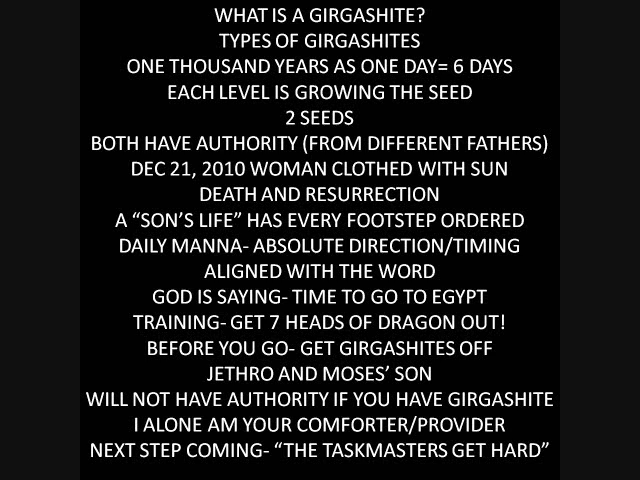 WHAT IS A GIRGASHITE?
TYPES OF GIRGASHITES
ONE THOUSAND YEARS AS ONE DAY= 6 DAYS
EACH LEVEL IS GROWING THE SEED
2 SEEDS
BOTH HAVE AUTHORITY (FROM DIFFERENT FATHERS)
DEC 21, 2010 WOMAN CLOTHED WITH SUN
DEATH AND RESURRECTION
A “SON’S LIFE” HAS EVERY FOOTSTEP ORDERED
DAILY MANNA- ABSOLUTE DIRECTION/TIMING
ALIGNED WITH THE WORD
GOD IS SAYING- TIME TO GO TO EGYPT
TRAINING- GET 7 HEADS OF DRAGON OUT!
BEFORE YOU GO- GET GIRGASHITES OFF
JETHRO AND MOSES’ SON
WILL NOT HAVE AUTHORITY IF YOU HAVE GIRGASHITE
I ALONE AM YOUR COMFORTER/PROVIDER
NEXT STEP COMING- “THE TASKMASTERS GET HARD”